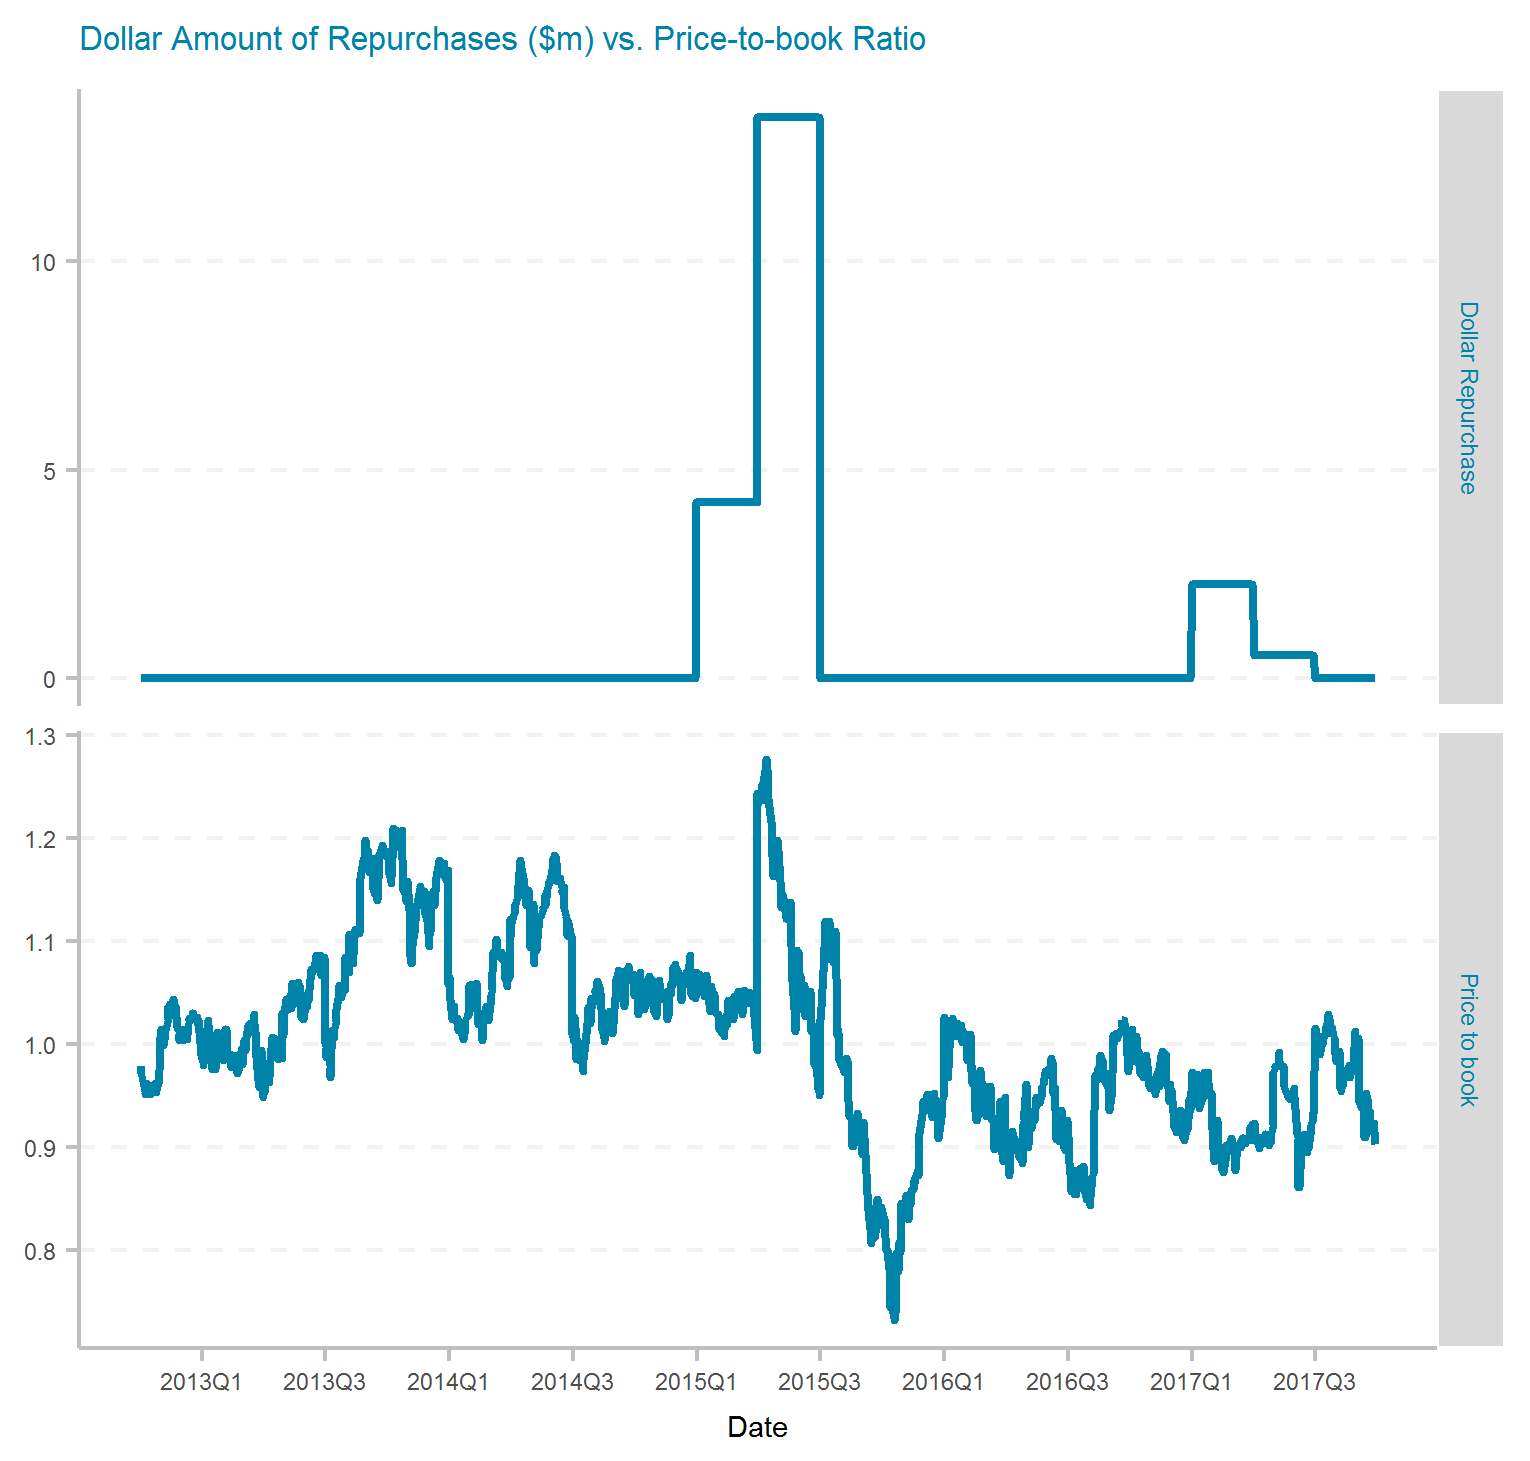 Dollar Amount of Repurchases ($m) vs. Price-to-book Ratio
10
5
0
Dollar Repurchase
1.3
1.2
1.1
1.0
0.9
0.8
Price to book
2013Q1 2013Q3 2014Q1 2014Q3 2015Q1 2015Q3 2016Q1 2016Q3 2017Q1 2017Q3
Date